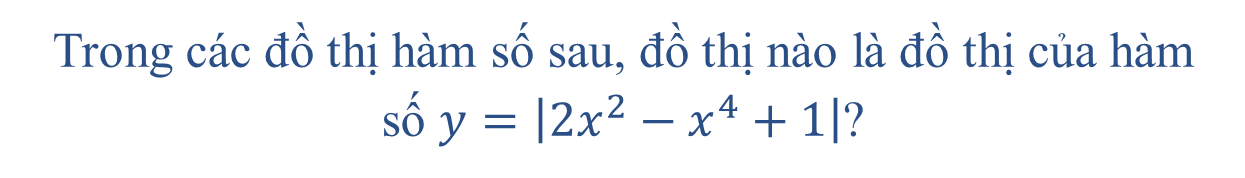 Trong các đồ thị hàm số sau, đồ thị nào là đồ thị của hàm
số y = |2x² − x⁴ + 1|?